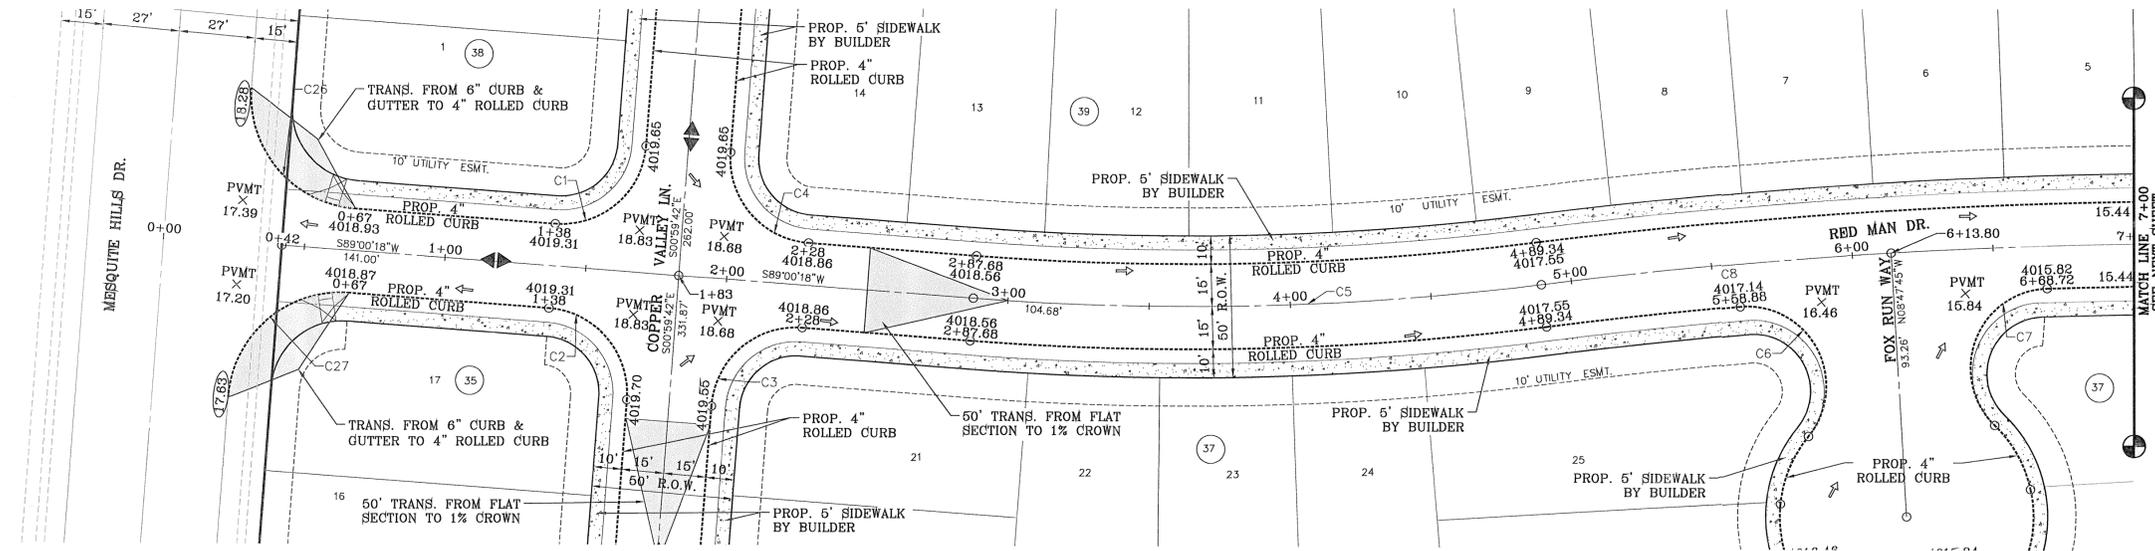 15'
27'
27'
15'
1
38
C26
18.28
TRANS. FROM 6" CURB &
GUTTER TO 4" ROLLED CURB
10' UTILITY ESMT.
C1
MESQUITE HILLS DR.
PVMT
17.39
0+00
0+42
0+67
4018.93
PROP. 4"
ROLLED CURB
1+38
4019.31
S89°00'18"W
141.00'
1+00
PVMT
17.20
4018.87
0+67
PROP. 4"
ROLLED CURB
4019.31
1+38
C2
C27
17.63
17
35
TRANS. FROM 6" CURB &
GUTTER TO 4" ROLLED CURB
16
50' TRANS. FROM FLAT
SECTION TO 1% CROWN
PROP. 5' SIDEWALK
BY BUILDER
PROP. 4"
ROLLED CURB
4019.65
4019.65
COPPER VALLEY LN.
S00°59'42"E
262.00'
S00°59'42"E
331.87'
PVMT
18.83
PVMT
18.68
PVMT
18.83
PVMT
18.68
1+83
2+00
S89°00'18"W
C4
2+28
4018.86
4018.86
2+28
C3
4019.70
4019.55
10'
15'
15'
10'
50' R.O.W.
PROP. 4"
ROLLED CURB
PROP. 5' SIDEWALK
BY BUILDER
14
13
39
12
11
10
9
8
7
6
5
2+87.68
4018.56
3+00
104.68'
4018.56
2+87.68
50' TRANS. FROM FLAT
SECTION TO 1% CROWN
21
22
37
23
24
25
PROP. 5' SIDEWALK
BY BUILDER
10'
15'
15'
10'
50' R.O.W.
PROP. 4"
ROLLED CURB
4+00
C5
PROP. 4"
ROLLED CURB
10' UTILITY ESMT.
4+89.34
4017.55
5+00
4017.55
4+89.34
10' UTILITY ESMT.
PROP. 5' SIDEWALK
BY BUILDER
C8
4017.14
5+58.88
C6
PVMT
16.46
RED MAN DR.
6+00
6+13.80
FOX RUN WAY
93.26'
N08°47'45"W
PVMT
15.84
4015.82
6+68.72
C7
15.44
7+
15.44
MATCH LINE 7+00
37
PROP. 5' SIDEWALK
BY BUILDER
PROP. 4"
ROLLED CURB